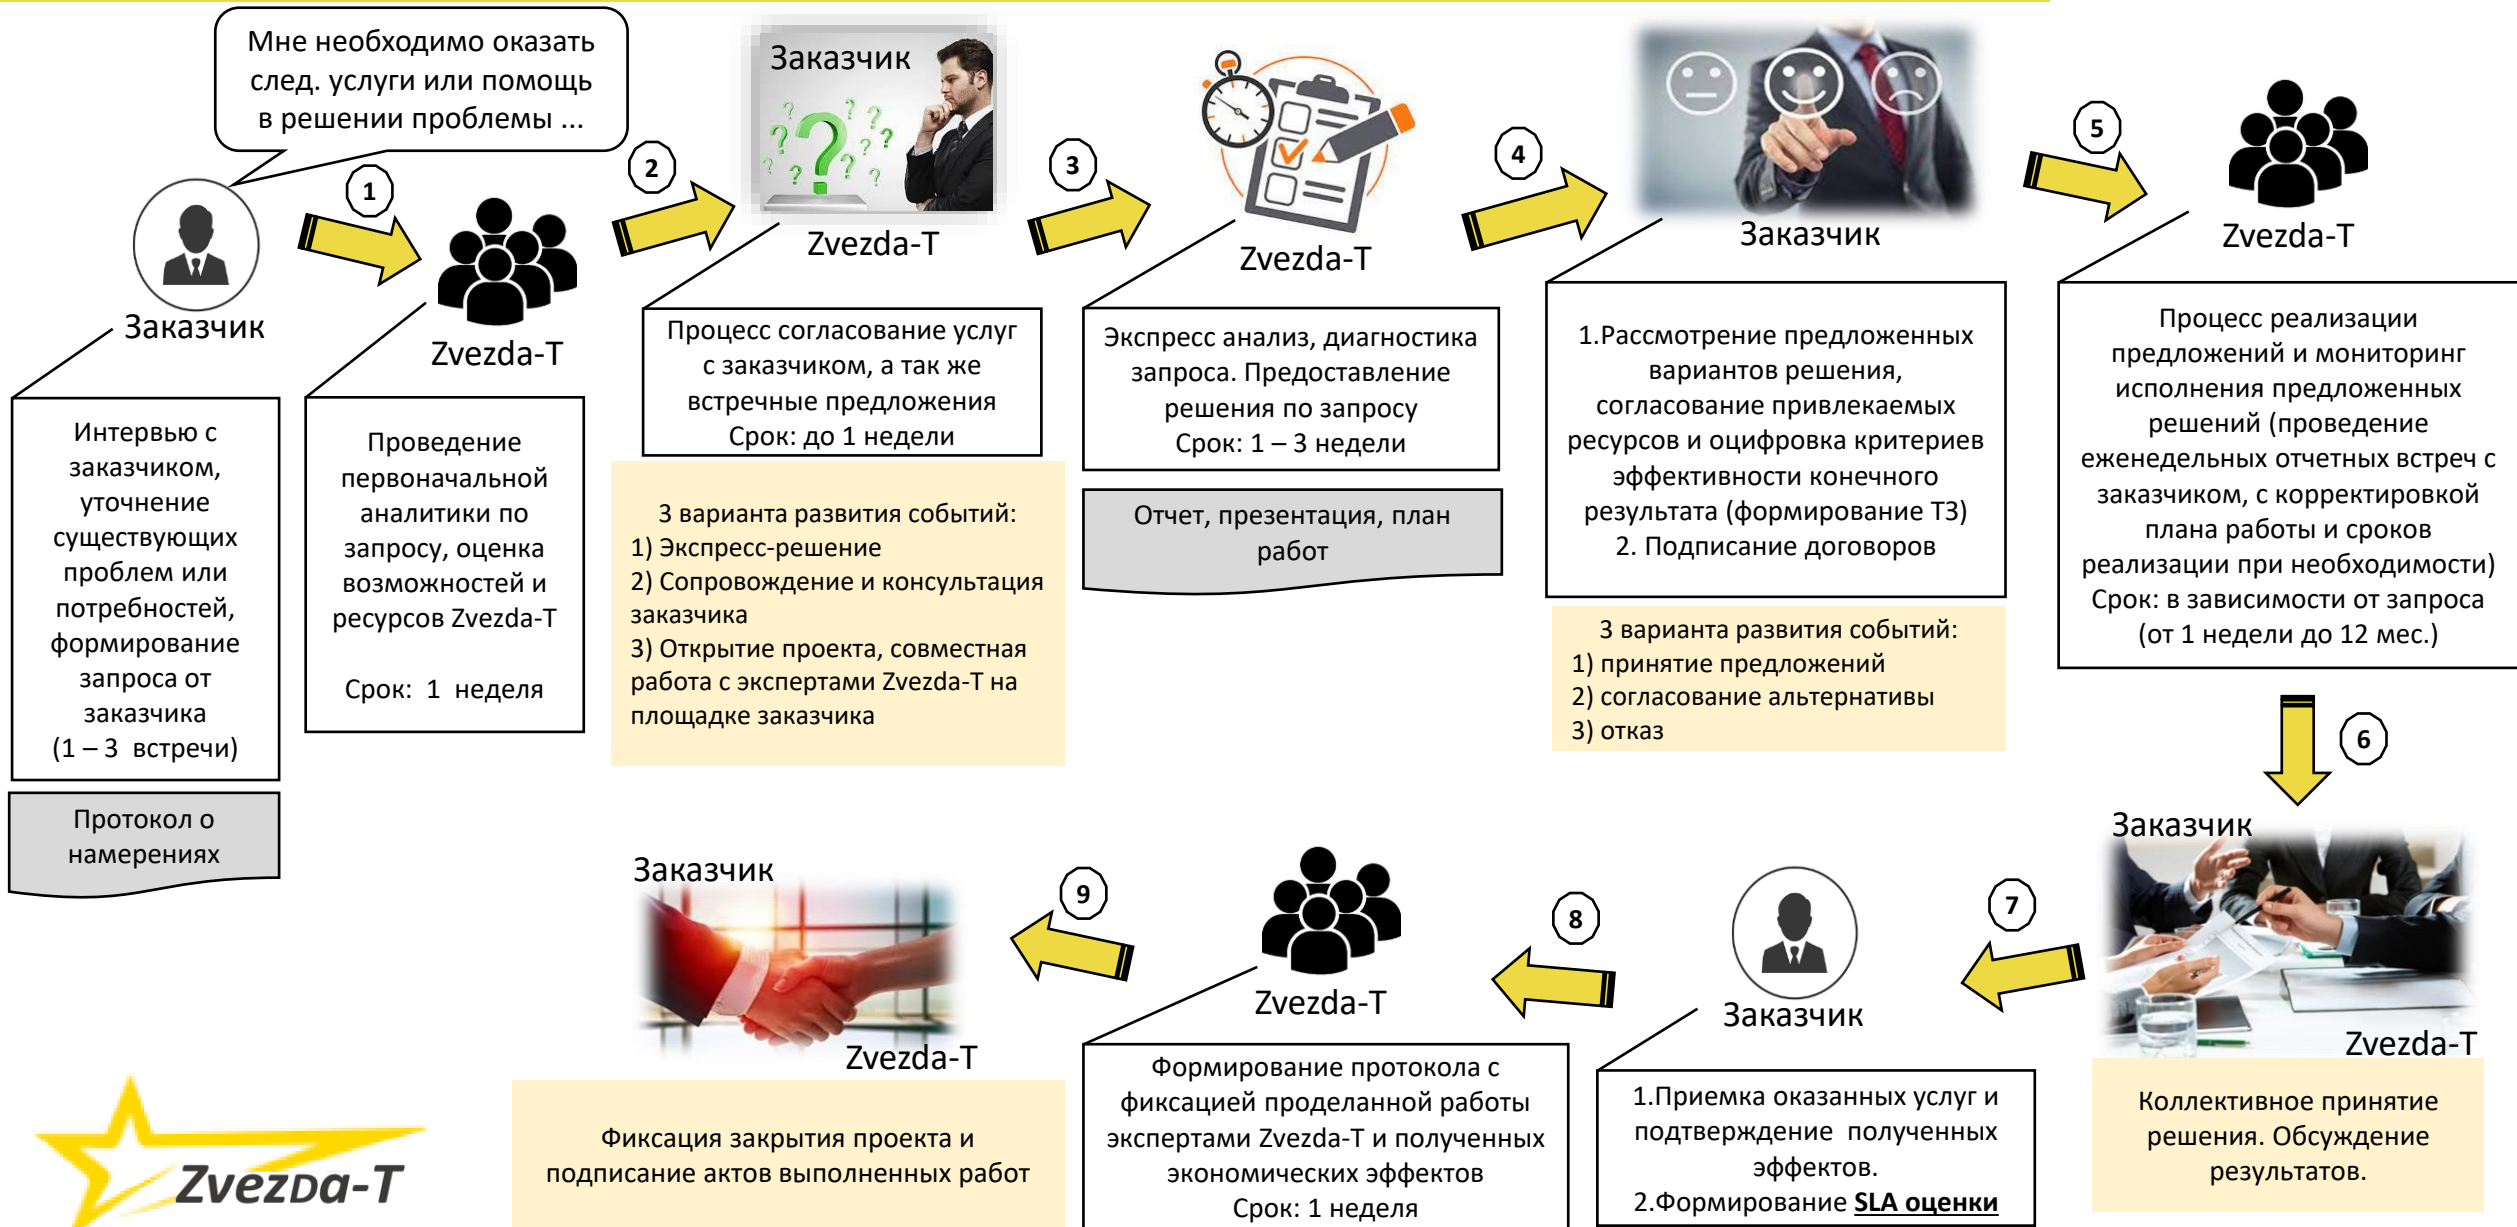 Мне необходимо оказать
след. услуги или помощь
в решении проблемы ...
Заказчик
Интервью с
заказчиком,
уточнение
существующих
проблем или
потребностей,
формирование
запроса от
заказчика
(1 – 3 встречи)
Протокол о
намерениях
1
Zvezda-T
Проведение
первоначальной
аналитики по
запросу, оценка
возможностей и
ресурсов Zvezda-T
Срок: 1 неделя
2
Заказчик
Zvezda-T
Процесс согласование услуг
с заказчиком, а так же
встречные предложения
Срок: до 1 недели
3 варианта развития событий:
1) Экспресс-решение
2) Сопровождение и консультация
заказчика
3) Открытие проекта, совместная
работа с экспертами Zvezda-T на
площадке заказчика
3
Zvezda-T
Экспресс анализ, диагностика
запроса. Предоставление
решения по запросу
Срок: 1 – 3 недели
Отчет, презентация, план
работ
4
Заказчик
1.Рассмотрение предложенных
вариантов решения,
согласование привлекаемых
ресурсов и оцифровка критериев
эффективности конечного
результата (формирование ТЗ)
2. Подписание договоров
3 варианта развития событий:
1) принятие предложений
2) согласование альтернативы
3) отказ
5
Zvezda-T
Процесс реализации
предложений и мониторинг
исполнения предложенных
решений (проведение
еженедельных отчетных встреч с
заказчиком, с корректировкой
плана работы и сроков
реализации при необходимости)
Срок: в зависимости от запроса
(от 1 недели до 12 мес.)
6
Заказчик
Zvezda-T
Коллективное принятие
решения. Обсуждение
результатов.
7
Заказчик
1.Приемка оказанных услуг и
подтверждение полученных
эффектов.
2.Формирование SLA оценки
8
Zvezda-T
Формирование протокола с
фиксацией проделанной работы
экспертами Zvezda-T и полученных
экономических эффектов
Срок: 1 неделя
9
Заказчик
Zvezda-T
Фиксация закрытия проекта и
подписание актов выполненных работ
Zvezda-T